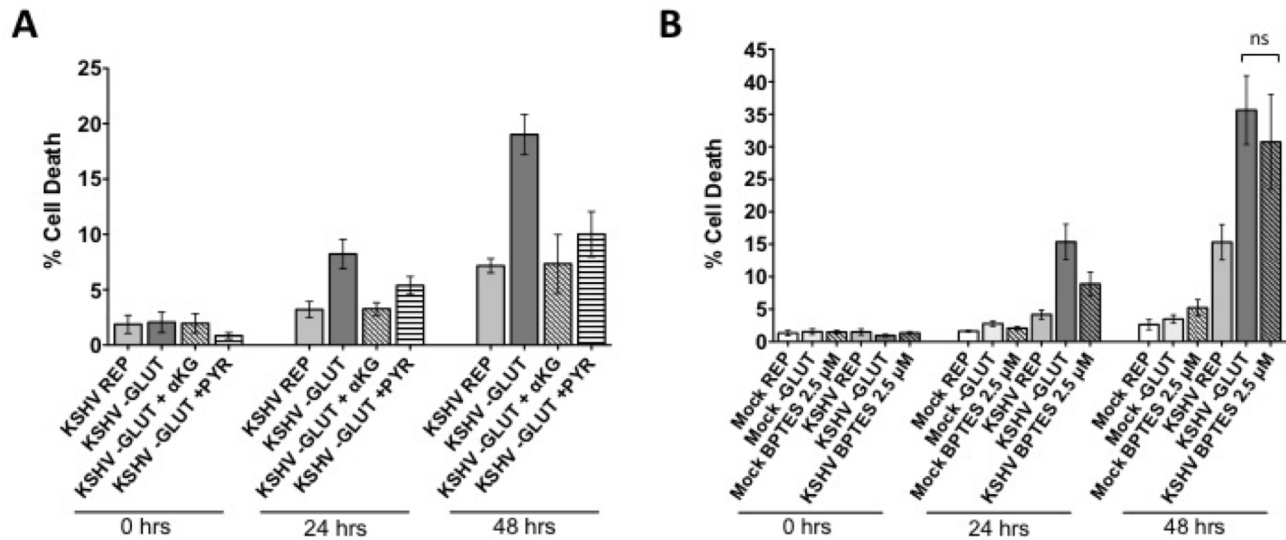 A
% Cell Death
25
20
15
10
5
0
KSHV REP
KSHV -GLUT
KSHV -GLUT + αKG
KSHV -GLUT +PYR
KSHV REP
KSHV -GLUT
KSHV -GLUT + αKG
KSHV -GLUT +PYR
KSHV REP
KSHV -GLUT
KSHV -GLUT + αKG
KSHV -GLUT +PYR
0 hrs
24 hrs
48 hrs
B
% Cell Death
45
40
35
30
25
20
15
10
5
0
ns
Mock REP
Mock -GLUT
Mock BPTES 2.5 μM
KSHV REP
KSHV -GLUT
KSHV BPTES 2.5 μM
Mock REP
Mock -GLUT
Mock BPTES 2.5 μM
KSHV REP
KSHV -GLUT
KSHV BPTES 2.5 μM
Mock REP
Mock -GLUT
Mock BPTES 2.5 μM
KSHV REP
KSHV -GLUT
KSHV BPTES 2.5 μM
0 hrs
24 hrs
48 hrs